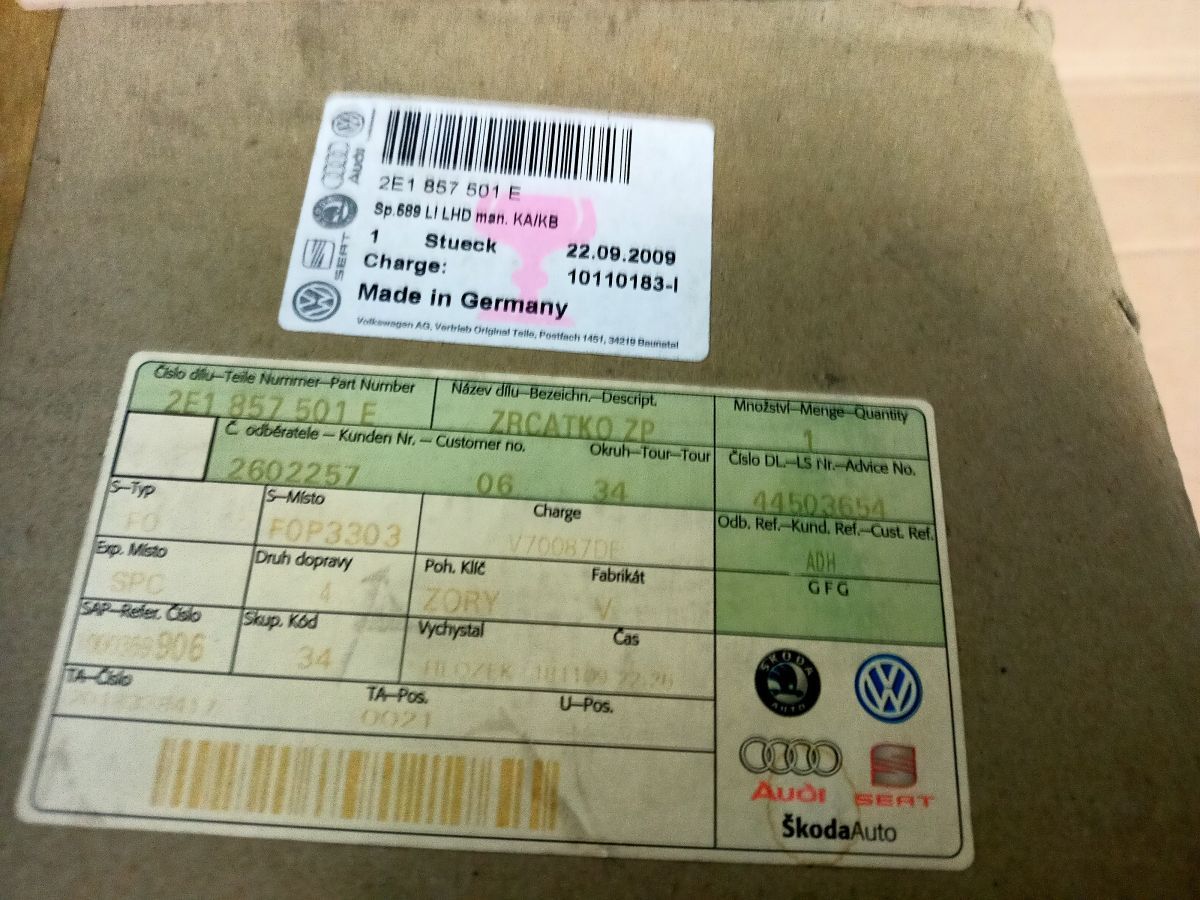 2E1 857 501 E
Sp.589 LI LHD man. KA/KB
1 Stueck 22.09.2009
Charge: 10110183-I
Made in Germany
Volkswagen AG, Vertrieb Original Teile, Postfach 1451, 34219 Baunatal
Audi
SEAT
Číslo dílu–Teile Nummer–Part Number
2E1 857 501 E
Název dílu–Bezeichn.–Descript.
ZRCATKO ZP
Množství–Menge–Quantity
1
Č. odběratele – Kunden Nr. – Customer no.
2602257
Okruh–Tour–Tour
06 34
Číslo DL.–LS Nr.–Advice No.
44503654
S–Typ
FO
S–Místo
F0P3303
Charge
V70087DE
Odb. Ref.–Kund. Ref.–Cust. Ref.
ADH
GFG
Exp. Místo
SPC
Druh dopravy
4
Poh. Klíč
ZORY
Fabrikát
V
SAP–Refer. Číslo
906
Skup. Kód
34
Vychystal
HLOZEK
Čas
181109 22:26
TA–Číslo
TA–Pos.
0021
U–Pos.
ŠKODA
AUTO
Audi
SEAT
ŠkodaAuto